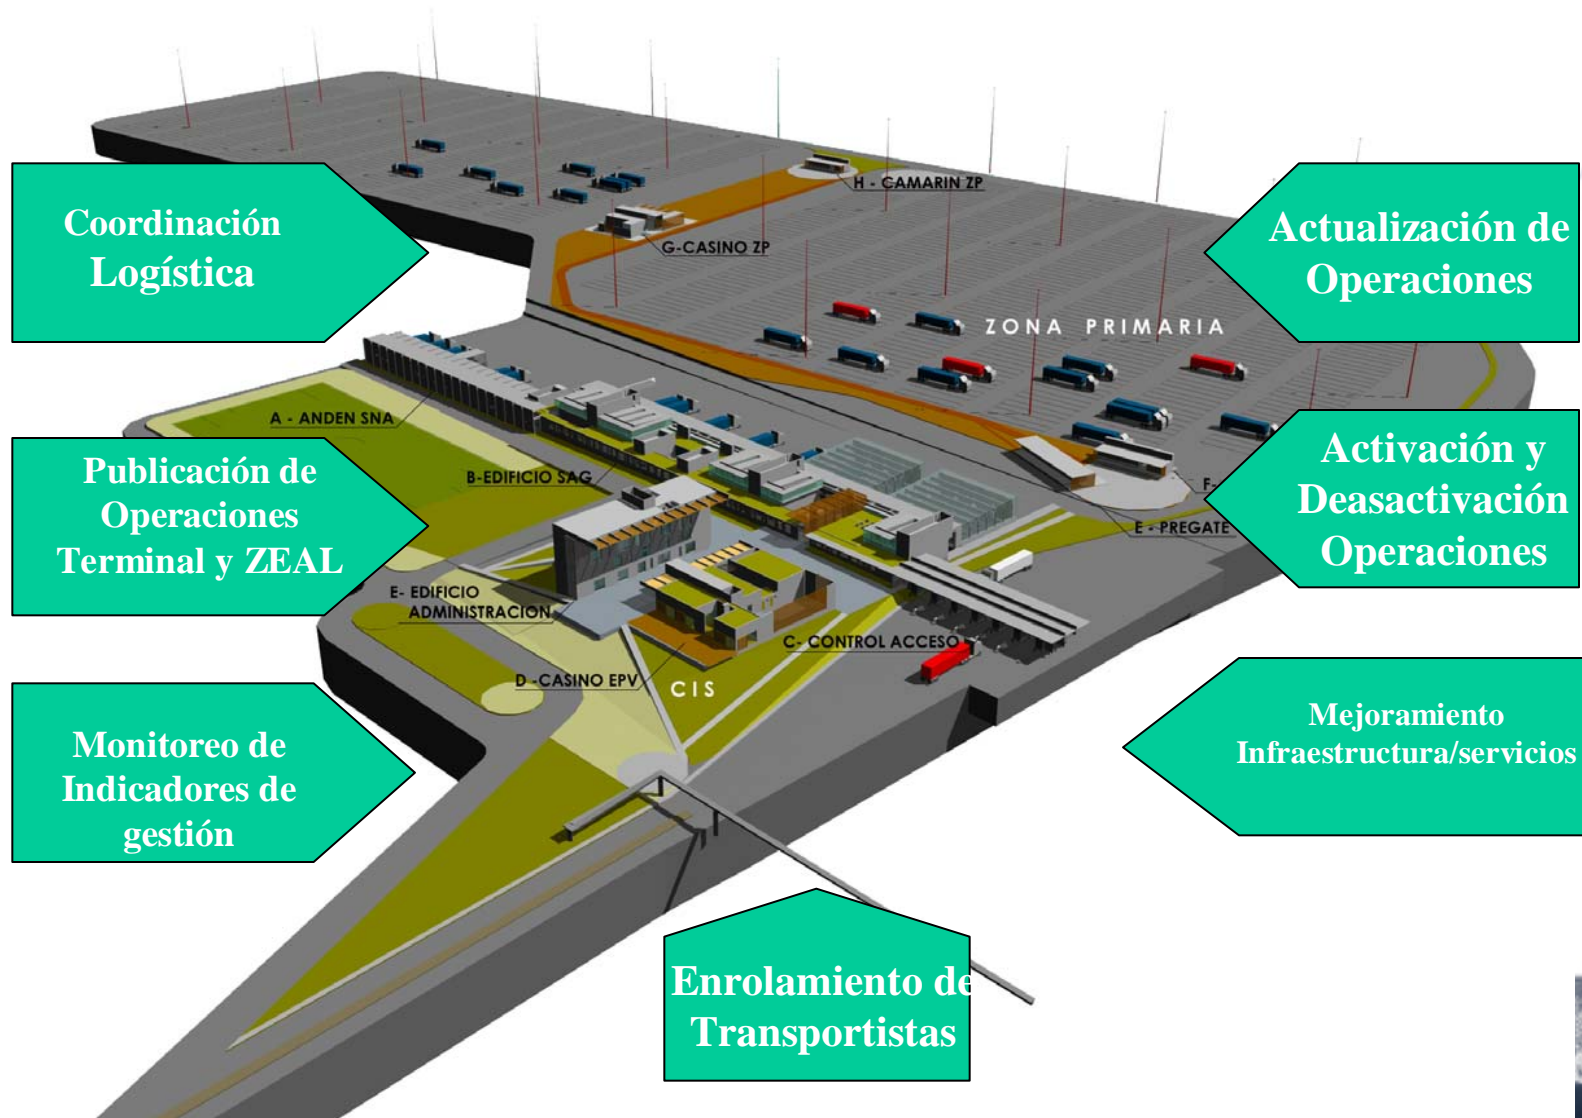 H - CAMARIN ZP
Coordinación
Logística
G-CASINO ZP
Actualización de
Operaciones
ZONA PRIMARIA
A - ANDEN SNA
B-EDIFICIO SAG
Publicación de
Operaciones
Terminal y ZEAL
Activación y
Deasactivación
Operaciones
F-
E - PREGATE
E- EDIFICIO
ADMINISTRACION
C- CONTROL ACCESO
D -CASINO EPV
CIS
Monitoreo de
Indicadores de
gestión
Mejoramiento
Infraestructura/servicios
Enrolamiento de
Transportistas